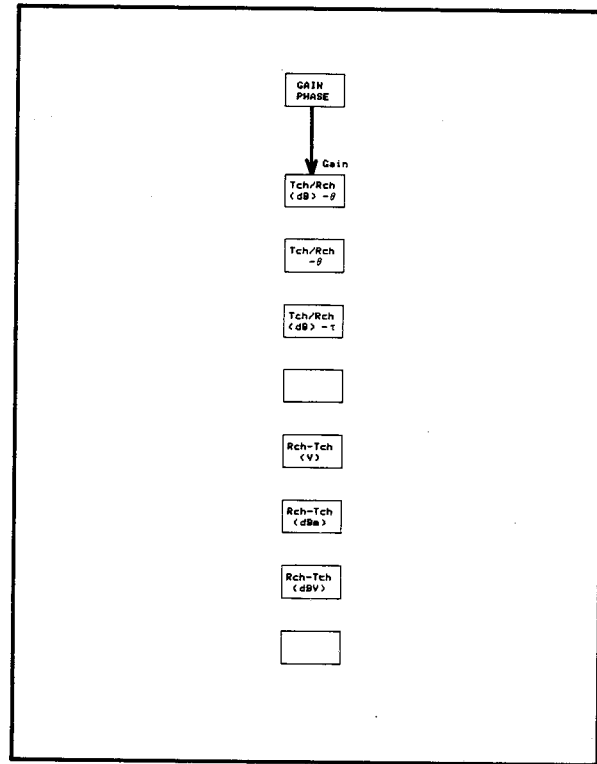 GAIN
PHASE
Gain
Tch/Rch
(dB) -θ
Tch/Rch
-θ
Tch/Rch
(dB) -τ
Rch-Tch
(V)
Rch-Tch
(dBm)
Rch-Tch
(dBV)